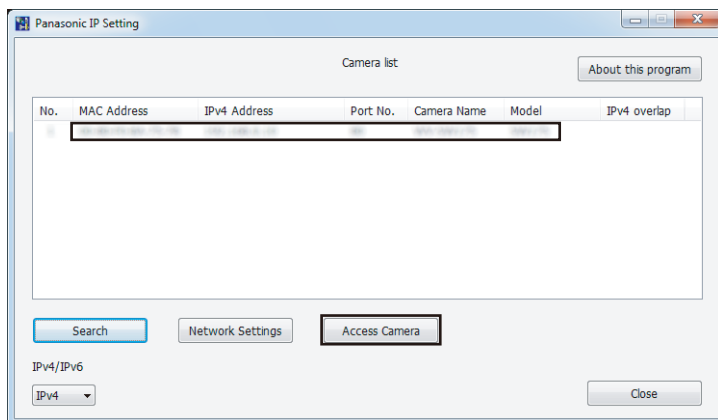 Panasonic IP Setting
Camera list
About this program
No. MAC Address IPv4 Address Port No. Camera Name Model IPv4 overlap
Search Network Settings Access Camera
IPv4/IPv6
IPv4 Close